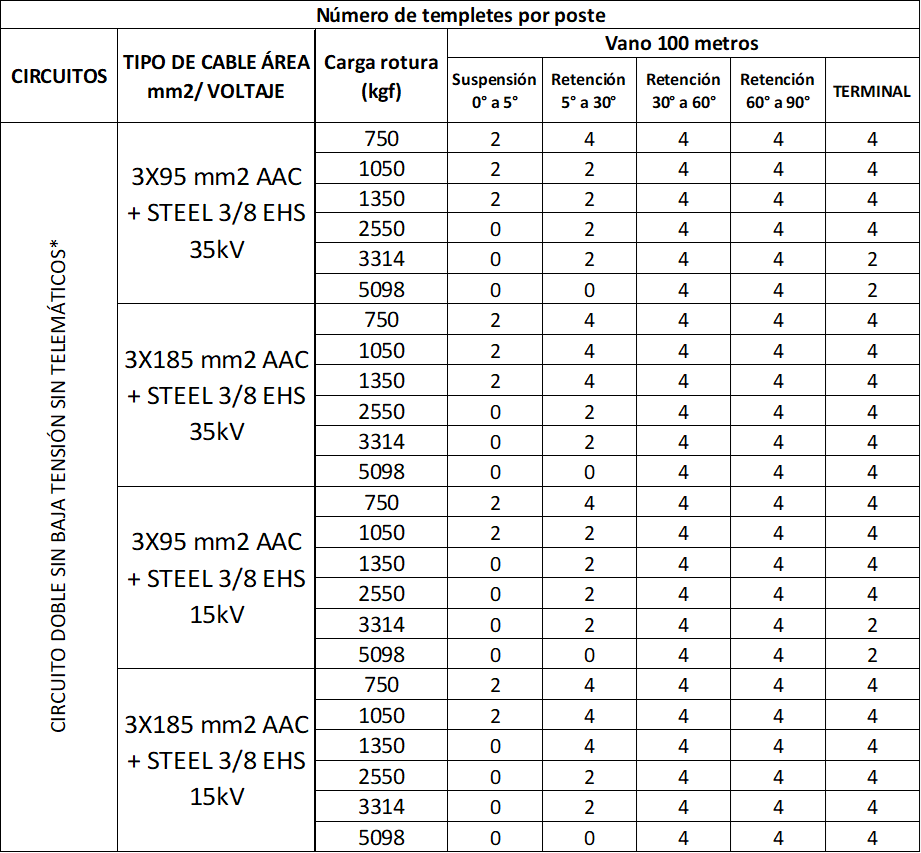 Número de templetes por poste
CIRCUITOS
TIPO DE CABLE ÁREA
mm2/ VOLTAJE
Carga rotura
(kgf)
Vano 100 metros
Suspensión
0° a 5°
Retención
5° a 30°
Retención
30° a 60°
Retención
60° a 90°
TERMINAL
CIRCUITO DOBLE SIN BAJA TENSIÓN SIN TELEMÁTICOS*
3X95 mm2 AAC
+ STEEL 3/8 EHS
35kV
750 2 4 4 4 4
1050 2 2 4 4 4
1350 2 2 4 4 4
2550 0 2 4 4 4
3314 0 2 4 4 2
5098 0 0 4 4 2
3X185 mm2 AAC
+ STEEL 3/8 EHS
35kV
750 2 4 4 4 4
1050 2 4 4 4 4
1350 2 4 4 4 4
2550 0 2 4 4 4
3314 0 2 4 4 4
5098 0 0 4 4 4
3X95 mm2 AAC
+ STEEL 3/8 EHS
15kV
750 2 4 4 4 4
1050 2 2 4 4 4
1350 0 2 4 4 4
2550 0 2 4 4 4
3314 0 2 4 4 2
5098 0 0 4 4 2
3X185 mm2 AAC
+ STEEL 3/8 EHS
15kV
750 2 4 4 4 4
1050 2 4 4 4 4
1350 0 4 4 4 4
2550 0 2 4 4 4
3314 0 2 4 4 4
5098 0 0 4 4 4